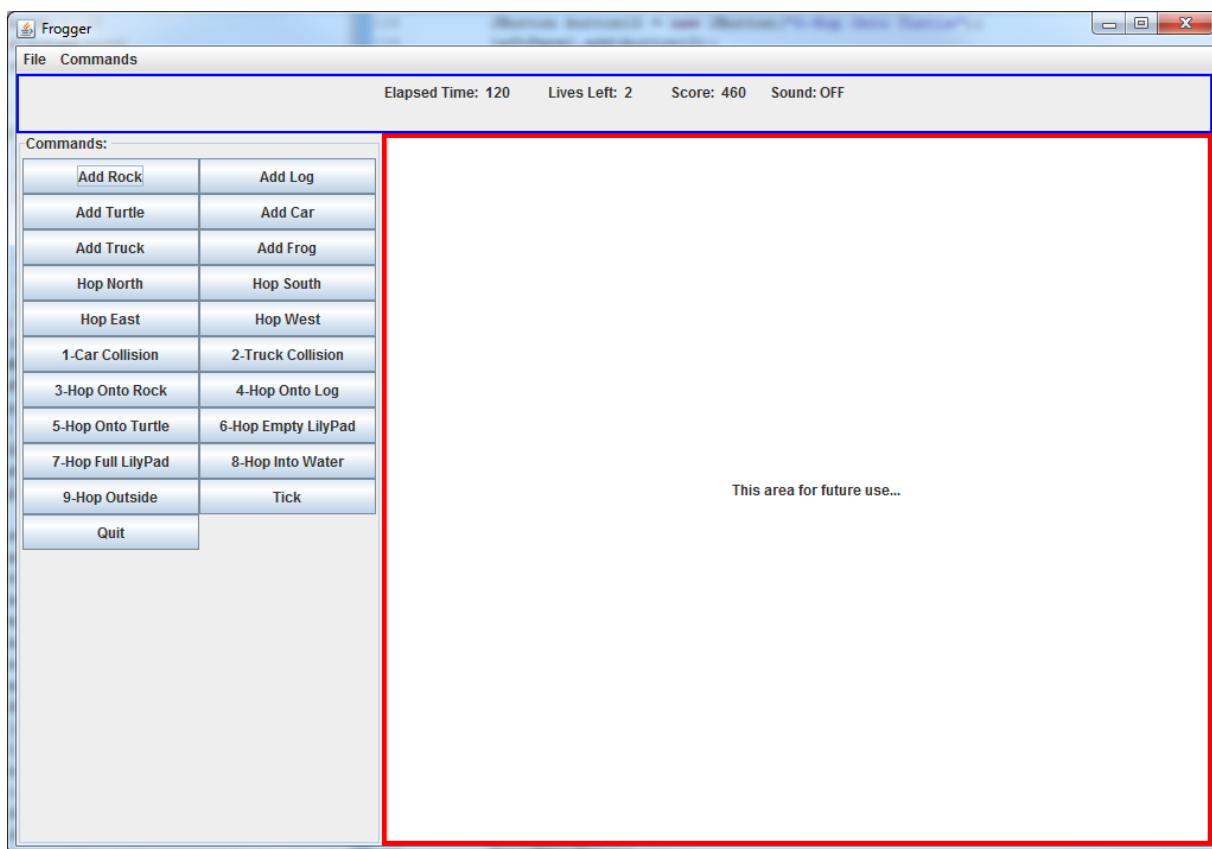 Frogger
File Commands
Elapsed Time: 120 Lives Left: 2 Score: 460 Sound: OFF
Commands:
Add Rock Add Log
Add Turtle Add Car
Add Truck Add Frog
Hop North Hop South
Hop East Hop West
1-Car Collision 2-Truck Collision
3-Hop Onto Rock 4-Hop Onto Log
5-Hop Onto Turtle 6-Hop Empty LilyPad
7-Hop Full LilyPad 8-Hop Into Water
9-Hop Outside Tick
Quit
This area for future use...